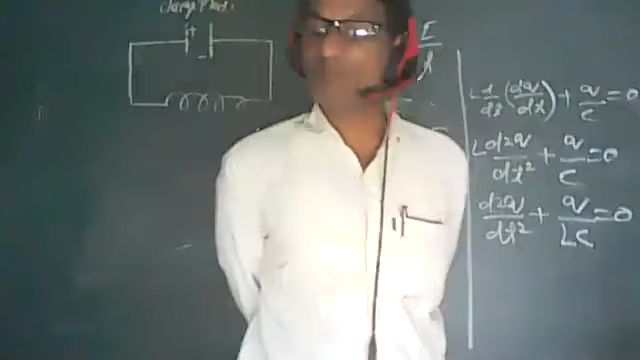 +
-
L d/dt (dq/dt) + q/c = 0
L d2q/dt² + q/c = 0
d2q/dt² + q/LC = 0